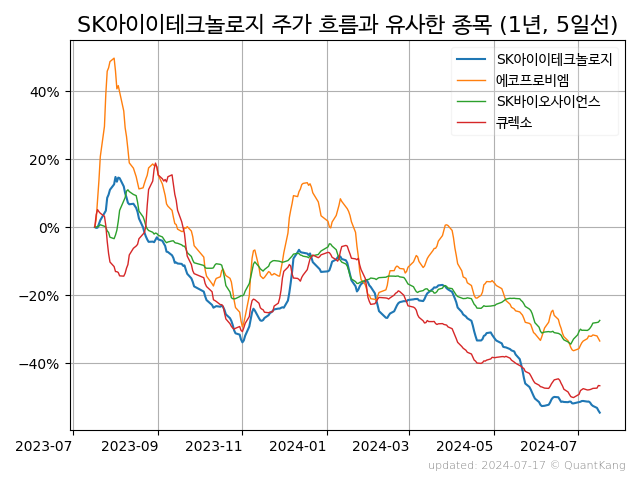 SK아이이테크놀로지 주가 흐름과 유사한 종목 (1년, 5일선)
SK아이이테크놀로지
에코프로비엠
SK바이오사이언스
큐렉소
40%
20%
0%
−20%
−40%
2023-07 2023-09 2023-11 2024-01 2024-03 2024-05 2024-07
updated: 2024-07-17 © QuantKang